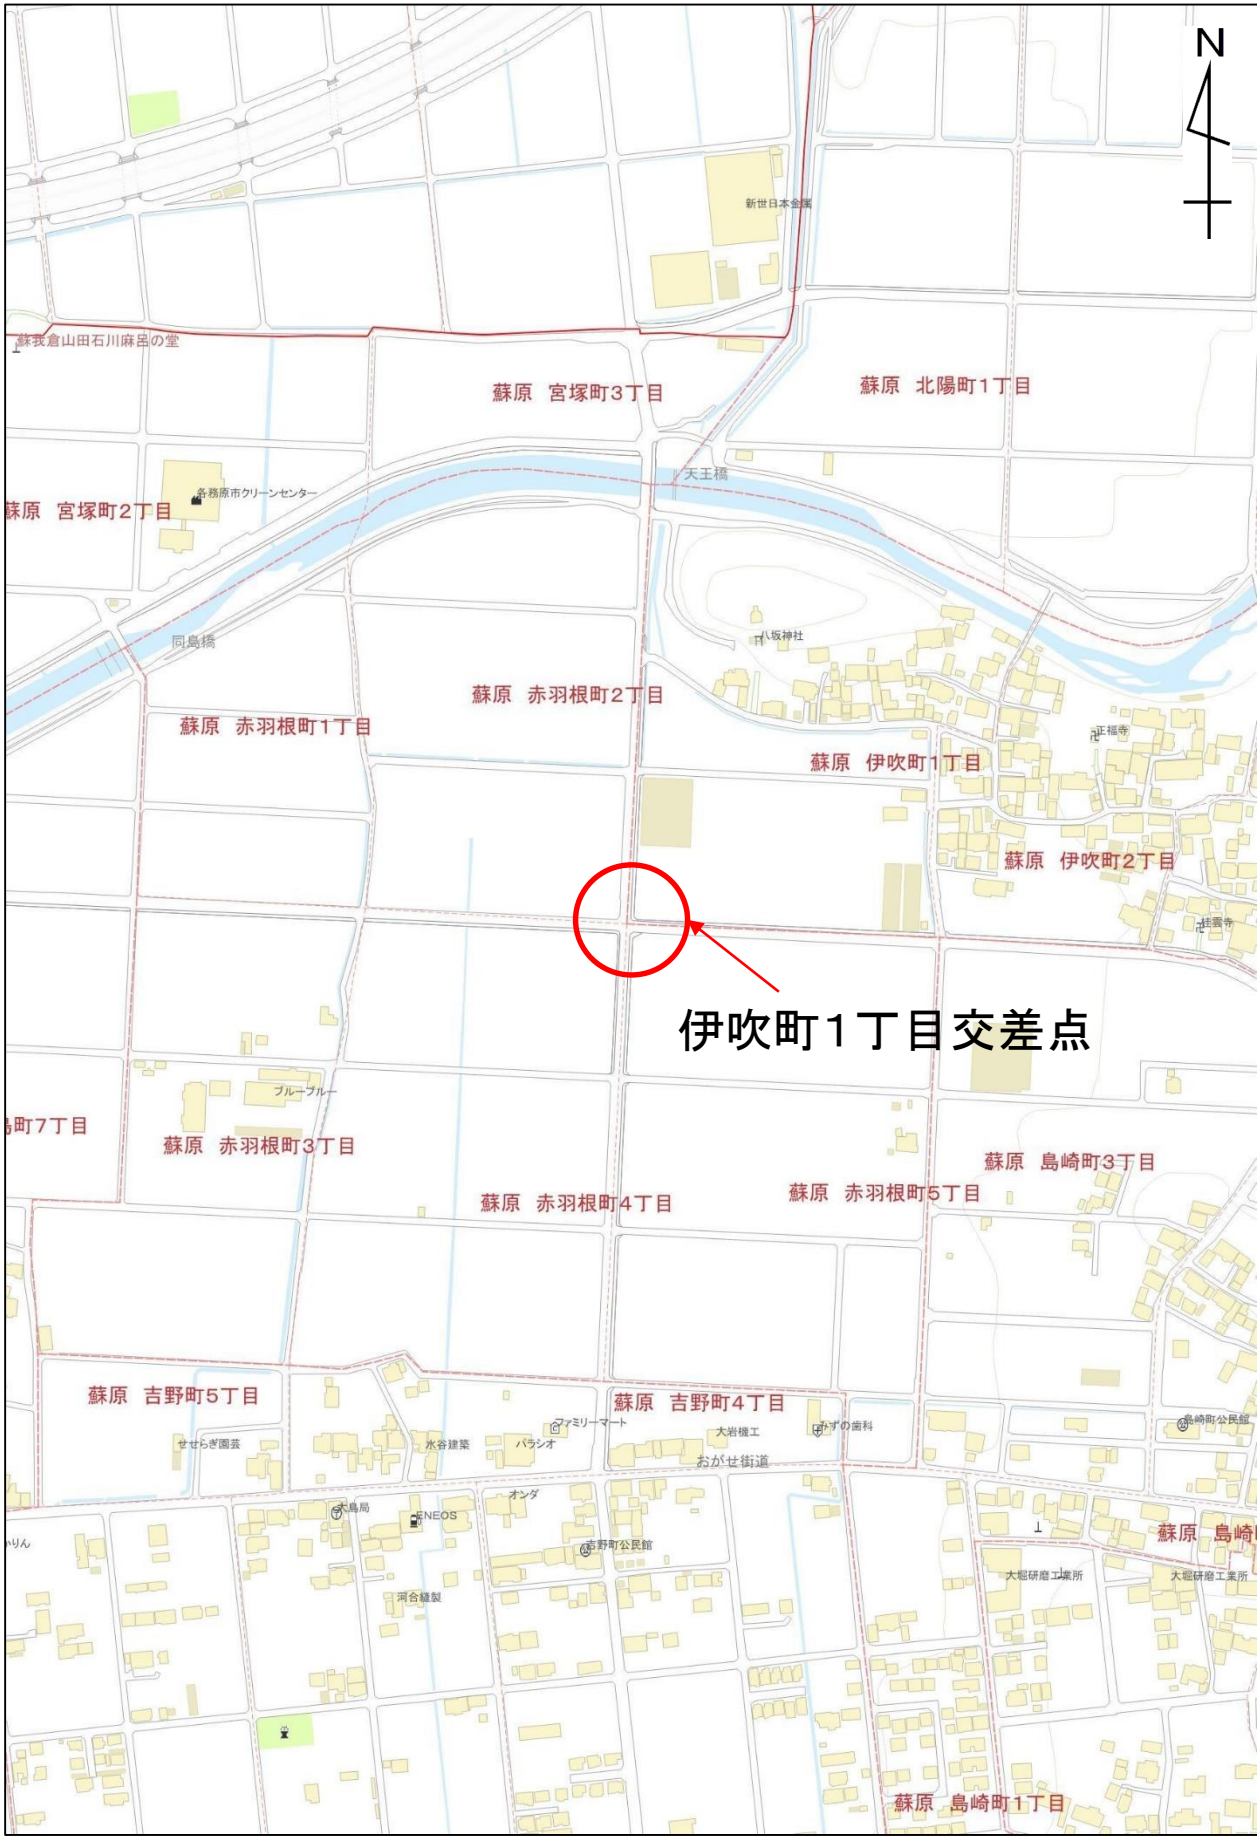 N
新世日本金属
蘇我倉山田石川麻呂の堂
蘇原 宮塚町3丁目
蘇原 北陽町1丁目
天王橋
各務原市クリーンセンター
蘇原 宮塚町2丁目
同島橋
八坂神社
蘇原 赤羽根町2丁目
蘇原 赤羽根町1丁目
正福寺
蘇原 伊吹町1丁目
蘇原 伊吹町2丁目
桂雲寺
伊吹町1丁目交差点
ブルーブルー
島町7丁目
蘇原 赤羽根町3丁目
蘇原 島崎町3丁目
蘇原 赤羽根町4丁目
蘇原 赤羽根町5丁目
蘇原 吉野町5丁目
蘇原 吉野町4丁目
ファミリーマート
大岩機工
みずの歯科
島崎町公民館
せせらぎ園芸
水谷建築
パラシオ
おがせ街道
オンダ
大島局
ENEOS
かりん
吉野町公民館
蘇原 島崎
大堀研磨工業所
大堀研磨工業所
河合縫製
蘇原 島崎町1丁目